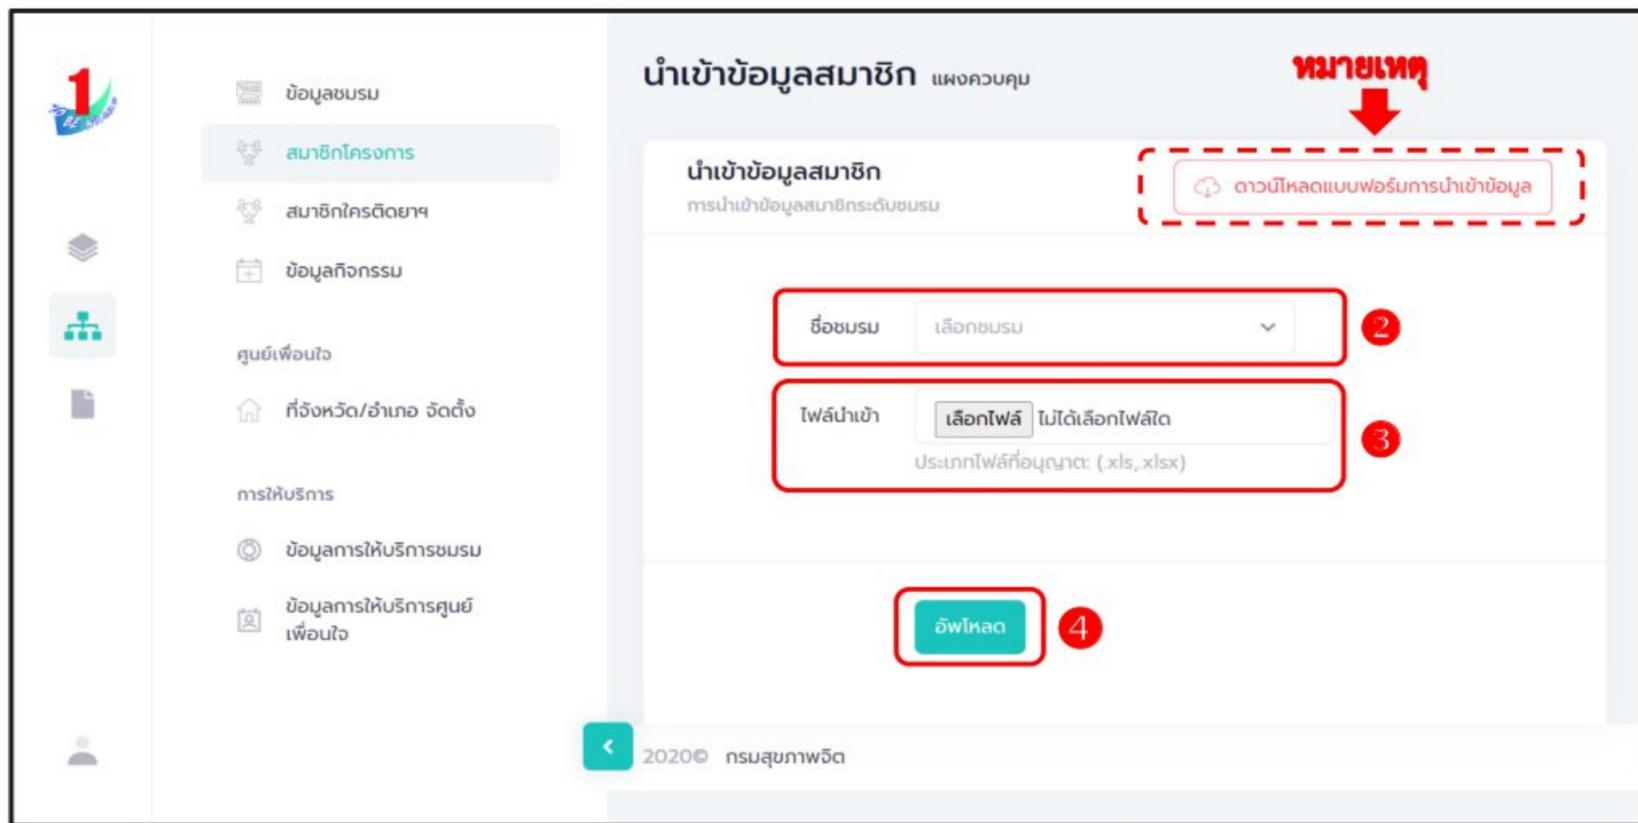 1
TO BE NUMBER
ข้อมูลชมรม
สมาชิกโครงการ
สมาชิกใครติดยาฯ
ข้อมูลกิจกรรม
ศูนย์เพื่อนใจ
ที่จังหวัด/อำเภอ จัดตั้ง
การให้บริการ
ข้อมูลการให้บริการชมรม
ข้อมูลการให้บริการศูนย์
เพื่อนใจ
นำเข้าข้อมูลสมาชิก แผงควบคุม
หมายเหตุ
นำเข้าข้อมูลสมาชิก
การนำเข้าข้อมูลสมาชิกระดับชมรม
ดาวน์โหลดแบบฟอร์มการนำเข้าข้อมูล
ชื่อชมรม เลือกชมรม 2
ไฟล์นำเข้า เลือกไฟล์ ไม่ได้เลือกไฟล์ใด
3
ประเภทไฟล์ที่อนุญาต: (.xls,.xlsx)
อัพโหลด 4
2020© กรมสุขภาพจิต